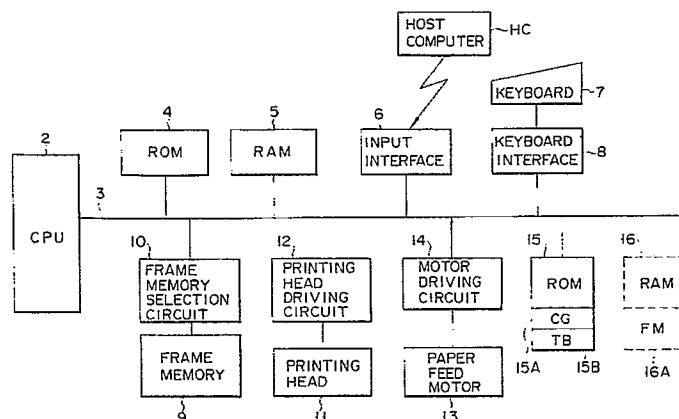 HOST
COMPUTER
HC
4
ROM
5
RAM
6
INPUT
INTERFACE
KEYBOARD
7
KEYBOARD
INTERFACE
8
2
CPU
3
10
FRAME
MEMORY
SELECTION
CIRCUIT
12
PRINTING
HEAD
DRIVING
CIRCUIT
14
MOTOR
DRIVING
CIRCUIT
15
ROM
CG
TB
15A
15B
16
RAM
FM
16A
FRAME
MEMORY
9
PRINTING
HEAD
11
PAPER
FEED
MOTOR
13